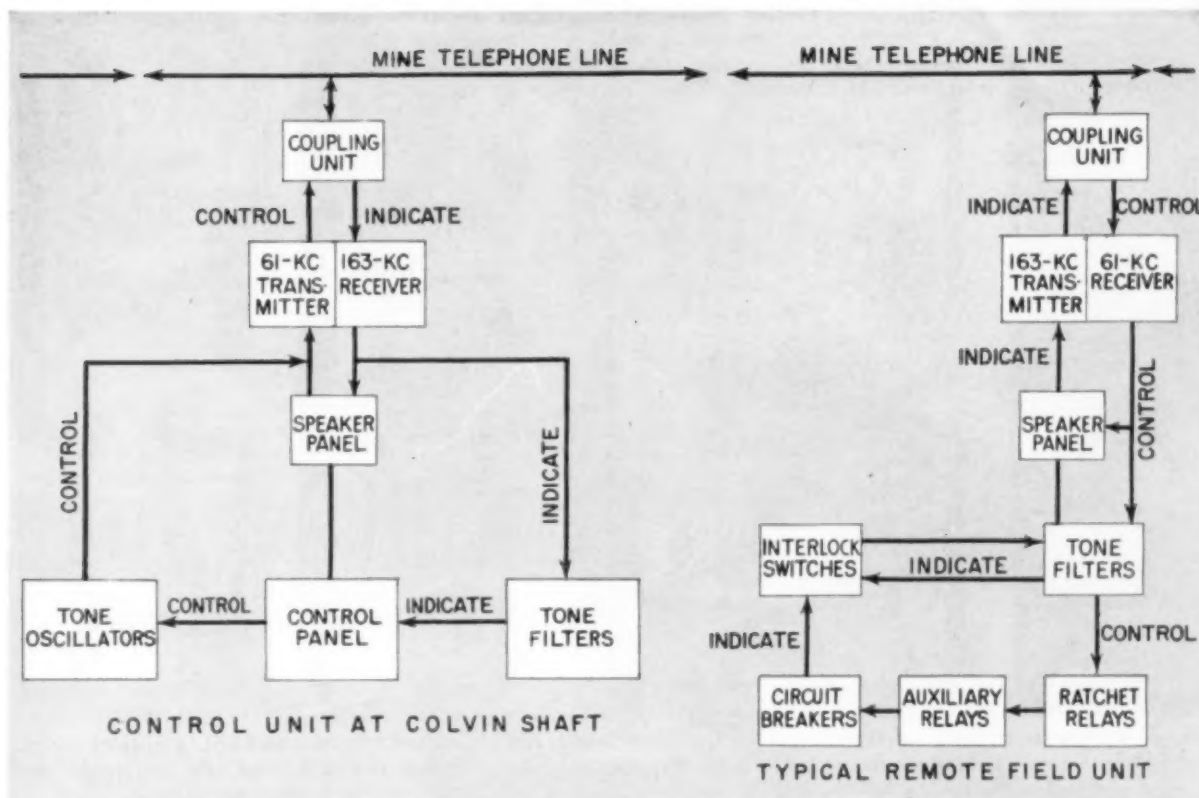 MINE TELEPHONE LINE
COUPLING
UNIT
CONTROL
INDICATE
61-KC
TRANS-
MITTER
163-KC
RECEIVER
CONTROL
SPEAKER
PANEL
INDICATE
TONE
OSCILLATORS
CONTROL
CONTROL
PANEL
INDICATE
TONE
FILTERS
CONTROL UNIT AT COLVIN SHAFT
MINE TELEPHONE LINE
COUPLING
UNIT
INDICATE
CONTROL
163-KC
TRANS-
MITTER
61-KC
RECEIVER
INDICATE
CONTROL
SPEAKER
PANEL
INTERLOCK
SWITCHES
INDICATE
TONE
FILTERS
INDICATE
CONTROL
CIRCUIT
BREAKERS
AUXILIARY
RELAYS
RATCHET
RELAYS
TYPICAL REMOTE FIELD UNIT